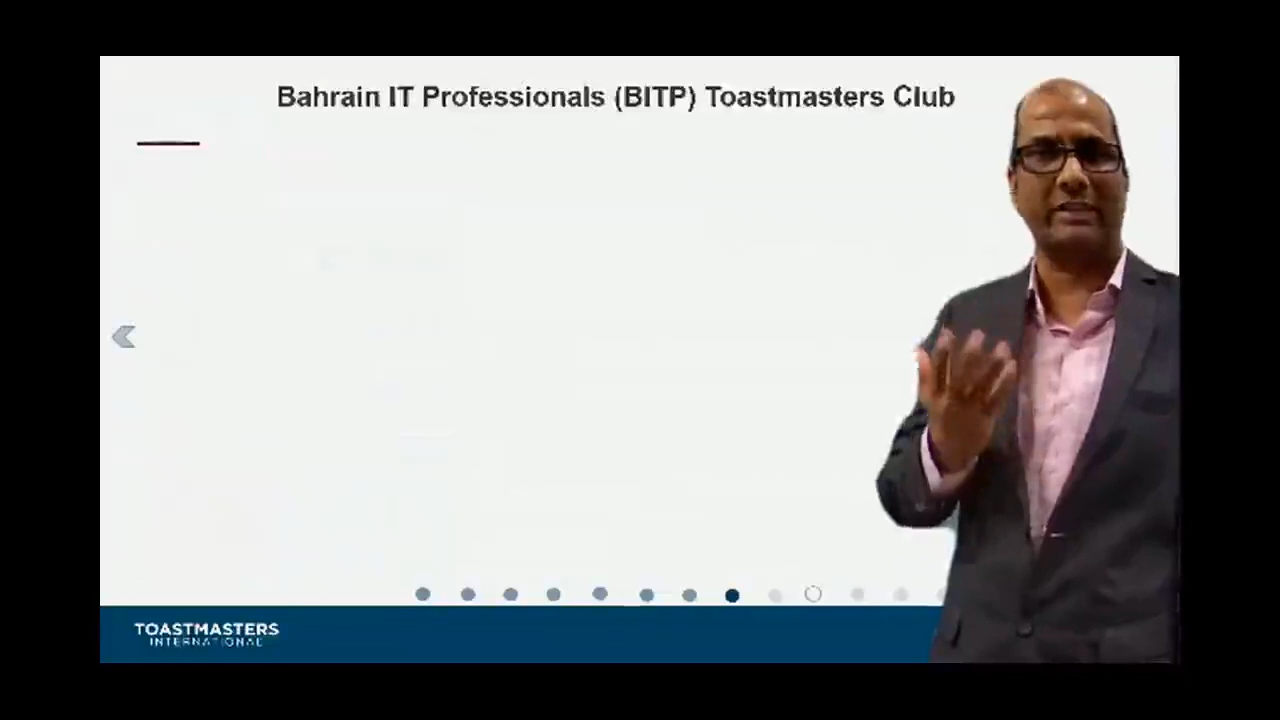 Bahrain IT Professionals (BITP) Toastmasters Club
TOASTMASTERS
INTERNATIONAL